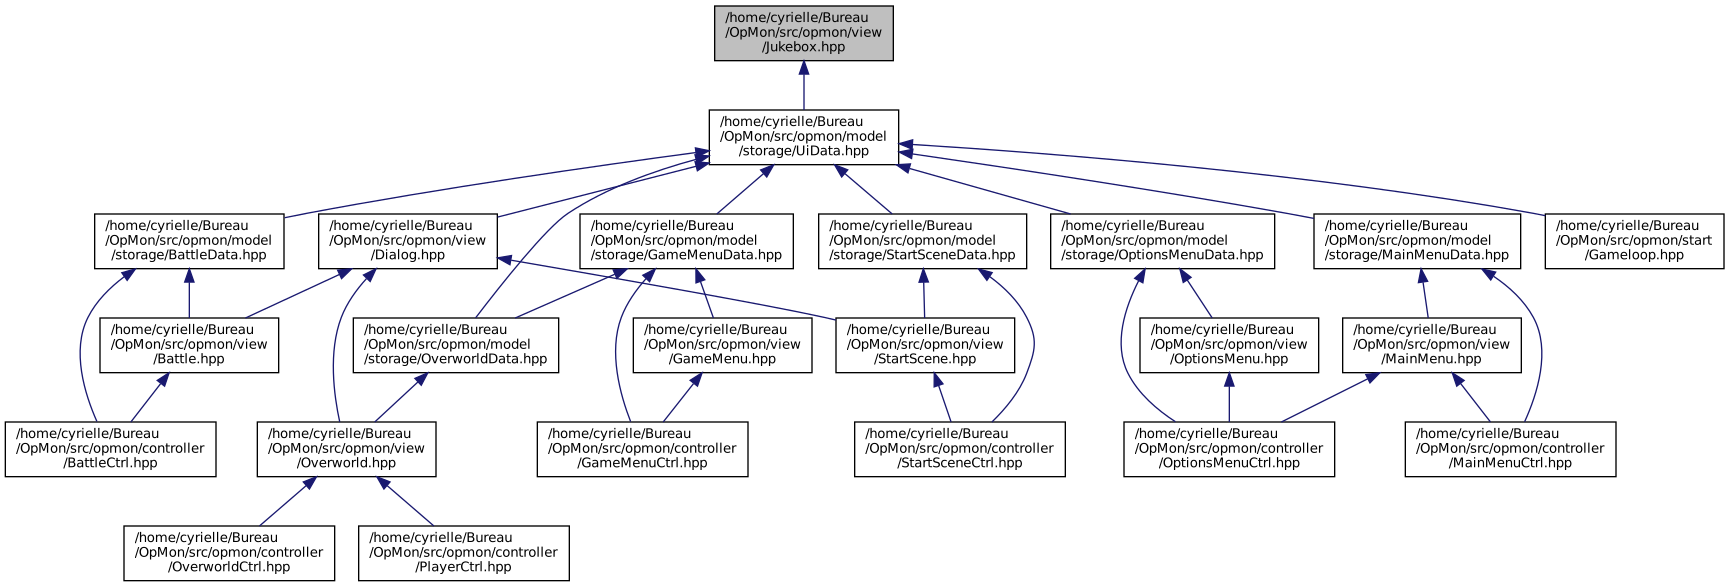 /home/cyrielle/Bureau
/OpMon/src/opmon/view
/Jukebox.hpp
/home/cyrielle/Bureau
/OpMon/src/opmon/model
/storage/UiData.hpp
/home/cyrielle/Bureau
/OpMon/src/opmon/model
/storage/BattleData.hpp
/home/cyrielle/Bureau
/OpMon/src/opmon/view
/Dialog.hpp
/home/cyrielle/Bureau
/OpMon/src/opmon/model
/storage/GameMenuData.hpp
/home/cyrielle/Bureau
/OpMon/src/opmon/model
/storage/StartSceneData.hpp
/home/cyrielle/Bureau
/OpMon/src/opmon/model
/storage/OptionsMenuData.hpp
/home/cyrielle/Bureau
/OpMon/src/opmon/model
/storage/MainMenuData.hpp
/home/cyrielle/Bureau
/OpMon/src/opmon/start
/Gameloop.hpp
/home/cyrielle/Bureau
/OpMon/src/opmon/view
/Battle.hpp
/home/cyrielle/Bureau
/OpMon/src/opmon/model
/storage/OverworldData.hpp
/home/cyrielle/Bureau
/OpMon/src/opmon/view
/GameMenu.hpp
/home/cyrielle/Bureau
/OpMon/src/opmon/view
/StartScene.hpp
/home/cyrielle/Bureau
/OpMon/src/opmon/view
/OptionsMenu.hpp
/home/cyrielle/Bureau
/OpMon/src/opmon/view
/MainMenu.hpp
/home/cyrielle/Bureau
/OpMon/src/opmon/controller
/BattleCtrl.hpp
/home/cyrielle/Bureau
/OpMon/src/opmon/view
/Overworld.hpp
/home/cyrielle/Bureau
/OpMon/src/opmon/controller
/GameMenuCtrl.hpp
/home/cyrielle/Bureau
/OpMon/src/opmon/controller
/StartSceneCtrl.hpp
/home/cyrielle/Bureau
/OpMon/src/opmon/controller
/OptionsMenuCtrl.hpp
/home/cyrielle/Bureau
/OpMon/src/opmon/controller
/MainMenuCtrl.hpp
/home/cyrielle/Bureau
/OpMon/src/opmon/controller
/OverworldCtrl.hpp
/home/cyrielle/Bureau
/OpMon/src/opmon/controller
/PlayerCtrl.hpp